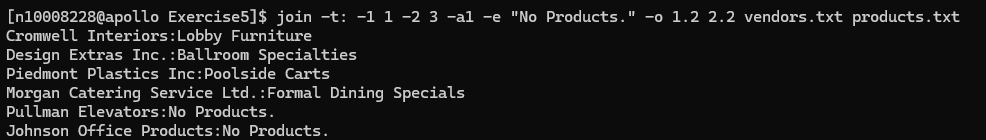 [n10008228@apollo Exercise5]$ join -t: -1 1 -2 3 -a1 -e "No Products." -o 1.2 2.2 vendors.txt products.txt
Cromwell Interiors:Lobby Furniture
Design Extras Inc.:Ballroom Specialties
Piedmont Plastics Inc:Poolside Carts
Morgan Catering Service Ltd.:Formal Dining Specials
Pullman Elevators:No Products.
Johnson Office Products:No Products.